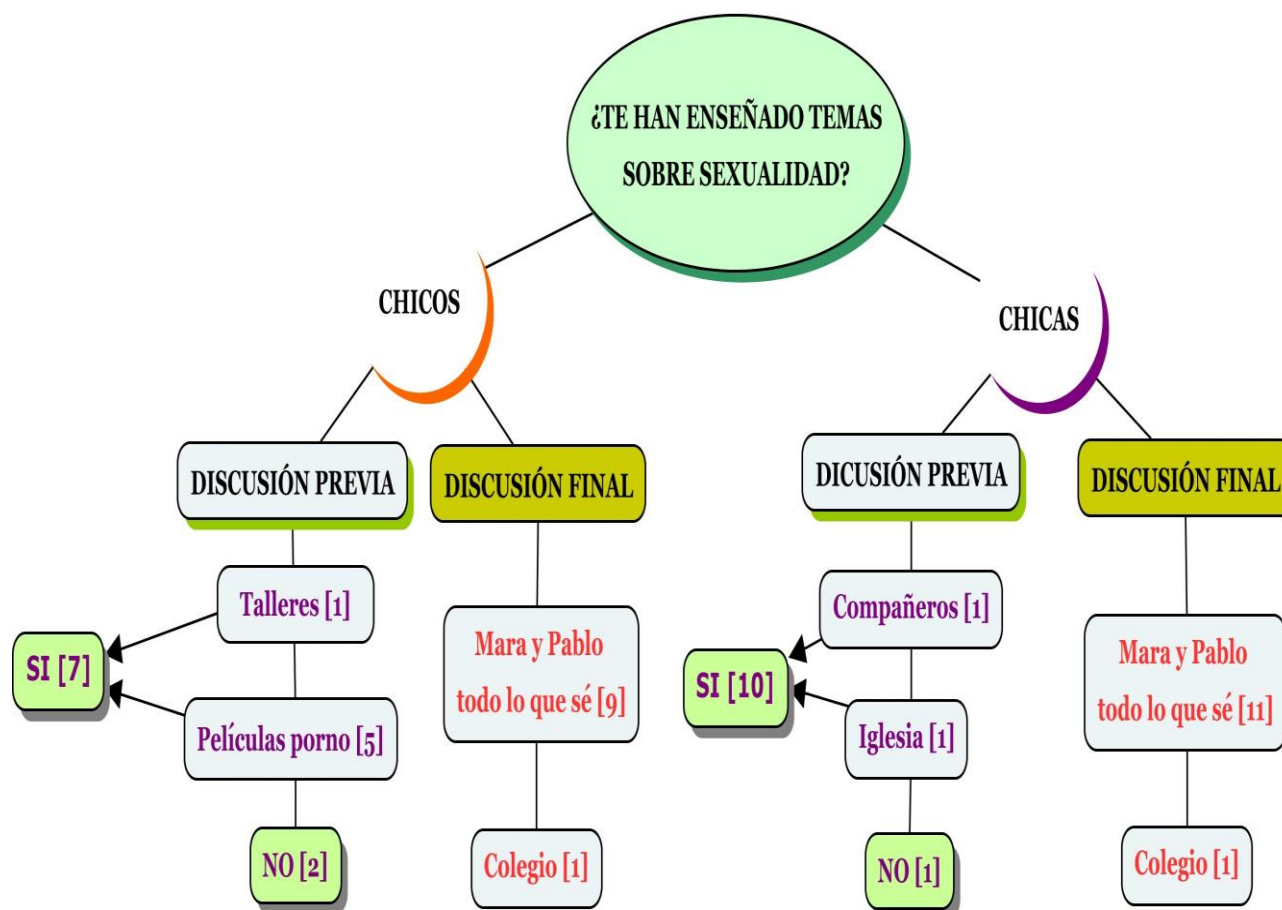 ¿TE HAN ENSEÑADO TEMAS
SOBRE SEXUALIDAD?
CHICOS
CHICAS
DISCUSIÓN PREVIA
DISCUSIÓN FINAL
DICUSIÓN PREVIA
DISCUSIÓN FINAL
Talleres [1]
SI [7]
Películas porno [5]
NO [2]
Mara y Pablo
todo lo que sé [9]
Colegio [1]
Compañeros [1]
SI [10]
Iglesia [1]
NO [1]
Mara y Pablo
todo lo que sé [11]
Colegio [1]